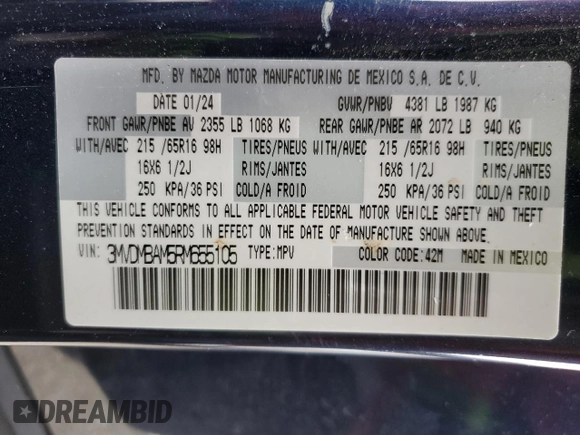 MFD. BY MAZDA MOTOR MANUFACTURING DE MEXICO S.A. DE C.V.
DATE 01/24 GVWR/PNBV 4381 LB 1987 KG
FRONT GAWR/PNBE AV 2355 LB 1068 KG REAR GAWR/PNBE AR 2072 LB 940 KG
WITH/AVEC 215 /65R16 98H TIRES/PNEUS WITH/AVEC 215 /65R16 98H TIRES/PNEUS
16X6 1/2J RIMS/JANTES 16X6 1/2J RIMS/JANTES
250 KPA/36 PSI COLD/A FROID 250 KPA/36 PSI COLD/A FROID
THIS VEHICLE CONFORMS TO ALL APPLICABLE FEDERAL MOTOR VEHICLE SAFETY AND THEFT
PREVENTION STANDARDS IN EFFECT ON THE DATE OF MANUFACTURE SHOWN ABOVE.
VIN: 3MVDMBAM5RM655105 TYPE:MPV COLOR CODE:42M MADE IN MEXICO
DREAMBID